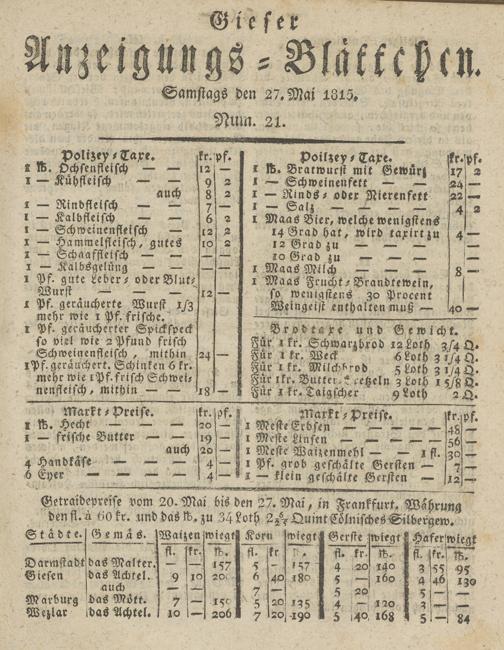 Gieser
Anzeigungs-Blättchen.
Samstags den 27. Mai 1815.
Num. 21.
Polizey-Taxe. kr. pf.
1 ℔. Ochsenfleisch — — 12 —
1 — Kühfleisch — — 9 2
auch 8 2
1 — Rindfleisch — — 7 —
1 — Kalbfleisch — — 6 2
1 — Schweinenfleisch — 12 2
1 — Hammelfleisch, gutes 10 2
1 — Schaaffleisch — —
1 — Kalbsgelüng — —
1 Pf. gute Leber- oder Blut-
Wurst — — 12 —
1 Pf. geräucherte Wurst 1/3
mehr wie 1 Pf. frische.
1 Pf. geräucherter Spickspeck
so viel wie 2 Pfund frisch
Schweinenfleisch, mithin 24 —
1 Pf. geräuchert. Schinken 6 kr.
mehr wie 1 Pf. frisch Schwei-
nenfleisch, mithin — 18 —
Poilzey-Taxe. kr. pf.
1 ℔. Bratwurst mit Gewürz 17 2
1 — Schweinenfett — — 24 —
1 — Rinds- oder Nierenfett 22 —
1 — Salz — — 4 2
1 Maas Bier, welche wenigstens
14 Grad hat, wird taxirt zu 4 —
12 Grad zu — —
10 Grad zu — —
1 Maas Milch — — 8 —
1 Maas Frucht-Brandtewein,
so wenigstens 30 Procent
Weingeist enthalten muß — 40 —
Brodtaxe und Gewicht.
Für 1 kr. Schwarzbrod 12 Loth 3/4 Q.
Für 1 kr. Weck 6 Loth 3 1/4 Q.
Für 1 kr. Milchbrod 5 Loth 3 1/4 Q.
Für 1 kr. Butter- 3 Loth 1 5/8 Q.
Für 1 kr. Taigscher 9 Loth 2 Q.
Markt-Preise. kr. pf.
1 ℔. Hecht — — 20 —
1 — frische Butter — — 19 —
auch 20 —
4 Handkäse — — 4 —
6 Eyer — — 4 —
Markt-Preise. kr. pf.
1 Meste Erbsen — — 48 —
1 Meste Linsen — — 56 —
1 Meste Waizenmehl — 1 fl. 30 —
1 Pf. grob geschälte Gersten — 7 —
1 — klein geschälte Gersten — 12 —
Getraidepreise vom 20. Mai bis den 27. Mai, in Frankfurt. Währung
den fl. à 60 kr. und das ℔. zu 34 Loth Quint Cölnisches Silbergew.
Städte. Gemäs. Waizen wiegt Korn wiegt Gerste wiegt Hafer wiegt
fl. kr. ℔. fl. kr. ℔. fl. kr. ℔. fl. kr. ℔.
Darmstadt das Malter. — — 157 5 — 157 4 20 140 3 55 95
Giesen das Achtel. 9 10 200 6 40 180 5 — 160 4 46 130
auch — — 7 — 5 20 5 — —
Marburg das Mött. 7 — 150 5 20 135 4 — 120 3 — —
Wezlar das Achtel. 10 — 206 7 20 190 5 40 168 5 — 84